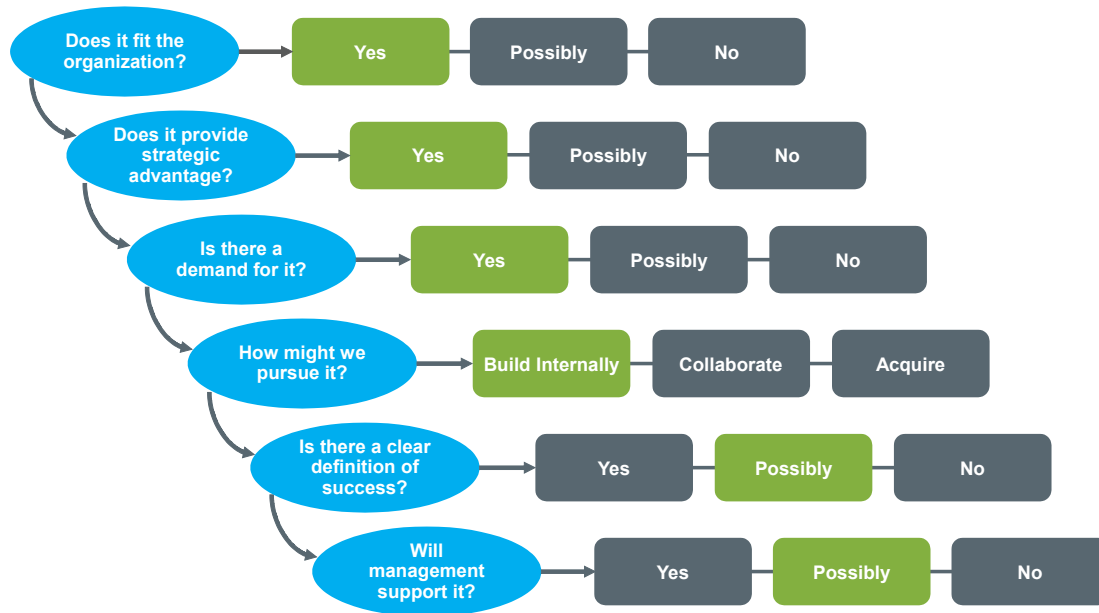 Does it fit the
organization?
Yes
Possibly
No
Does it provide
strategic
advantage?
Yes
Possibly
No
Is there a
demand for it?
Yes
Possibly
No
How might we
pursue it?
Build Internally
Collaborate
Acquire
Is there a clear
definition of
success?
Yes
Possibly
No
Will
management
support it?
Yes
Possibly
No